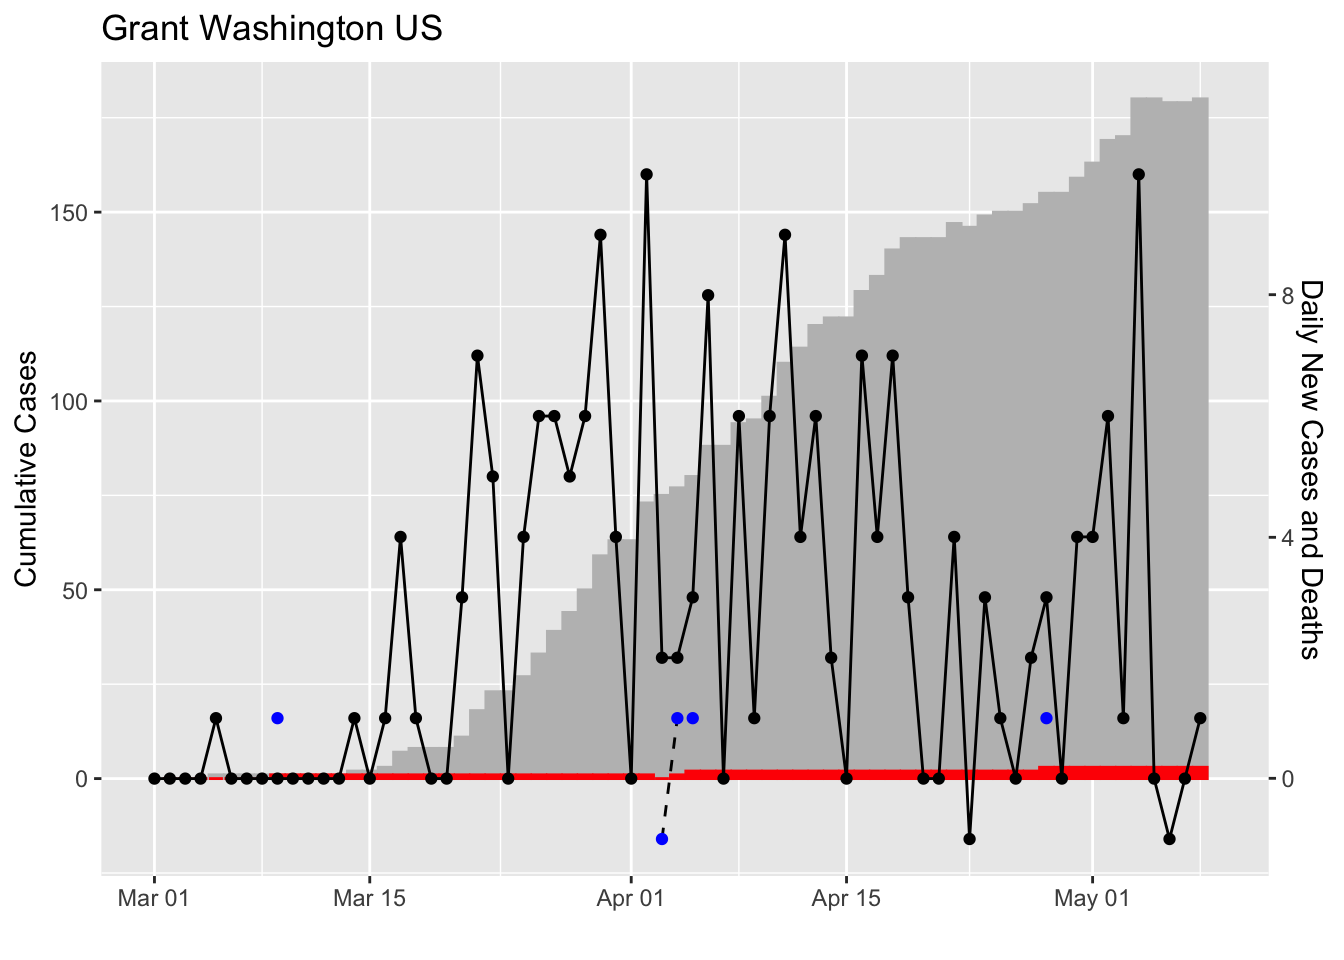 Grant Washington US
Cumulative Cases
150
100
50
0
8
4
0
Daily New Cases and Deaths
Mar 01
Mar 15
Apr 01
Apr 15
May 01